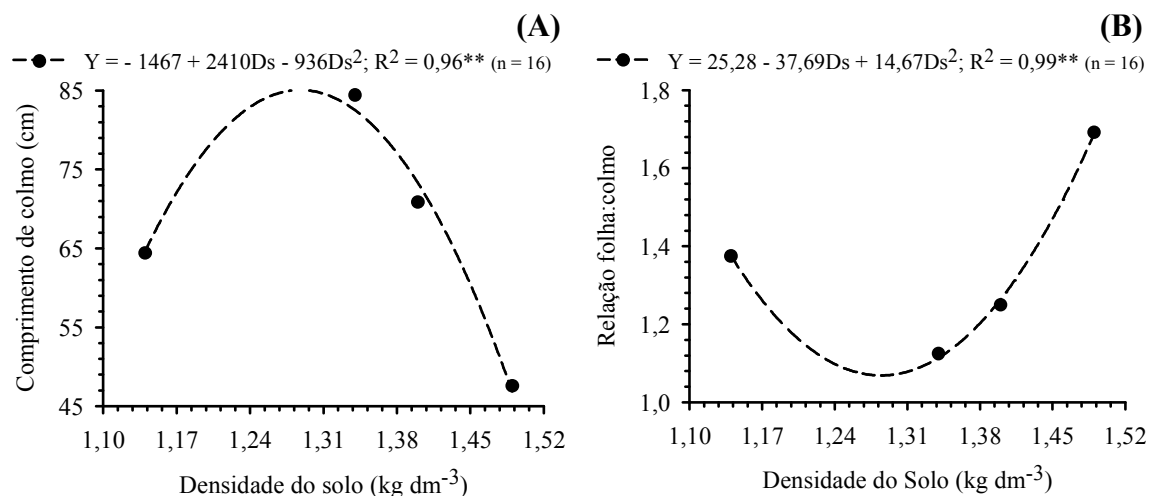 (A)
Y = - 1467 + 2410Ds - 936Ds²; R² = 0,96** (n = 16)
85
75
65
55
45
Comprimento de colmo (cm)
1,10 1,17 1,24 1,31 1,38 1,45 1,52
Densidade do solo (kg dm⁻³)
(B)
Y = 25,28 - 37,69Ds + 14,67Ds²; R² = 0,99** (n = 16)
1,8
1,6
1,4
1,2
1,0
Relação folha:colmo
1,10 1,17 1,24 1,31 1,38 1,45 1,52
Densidade do Solo (kg dm⁻³)